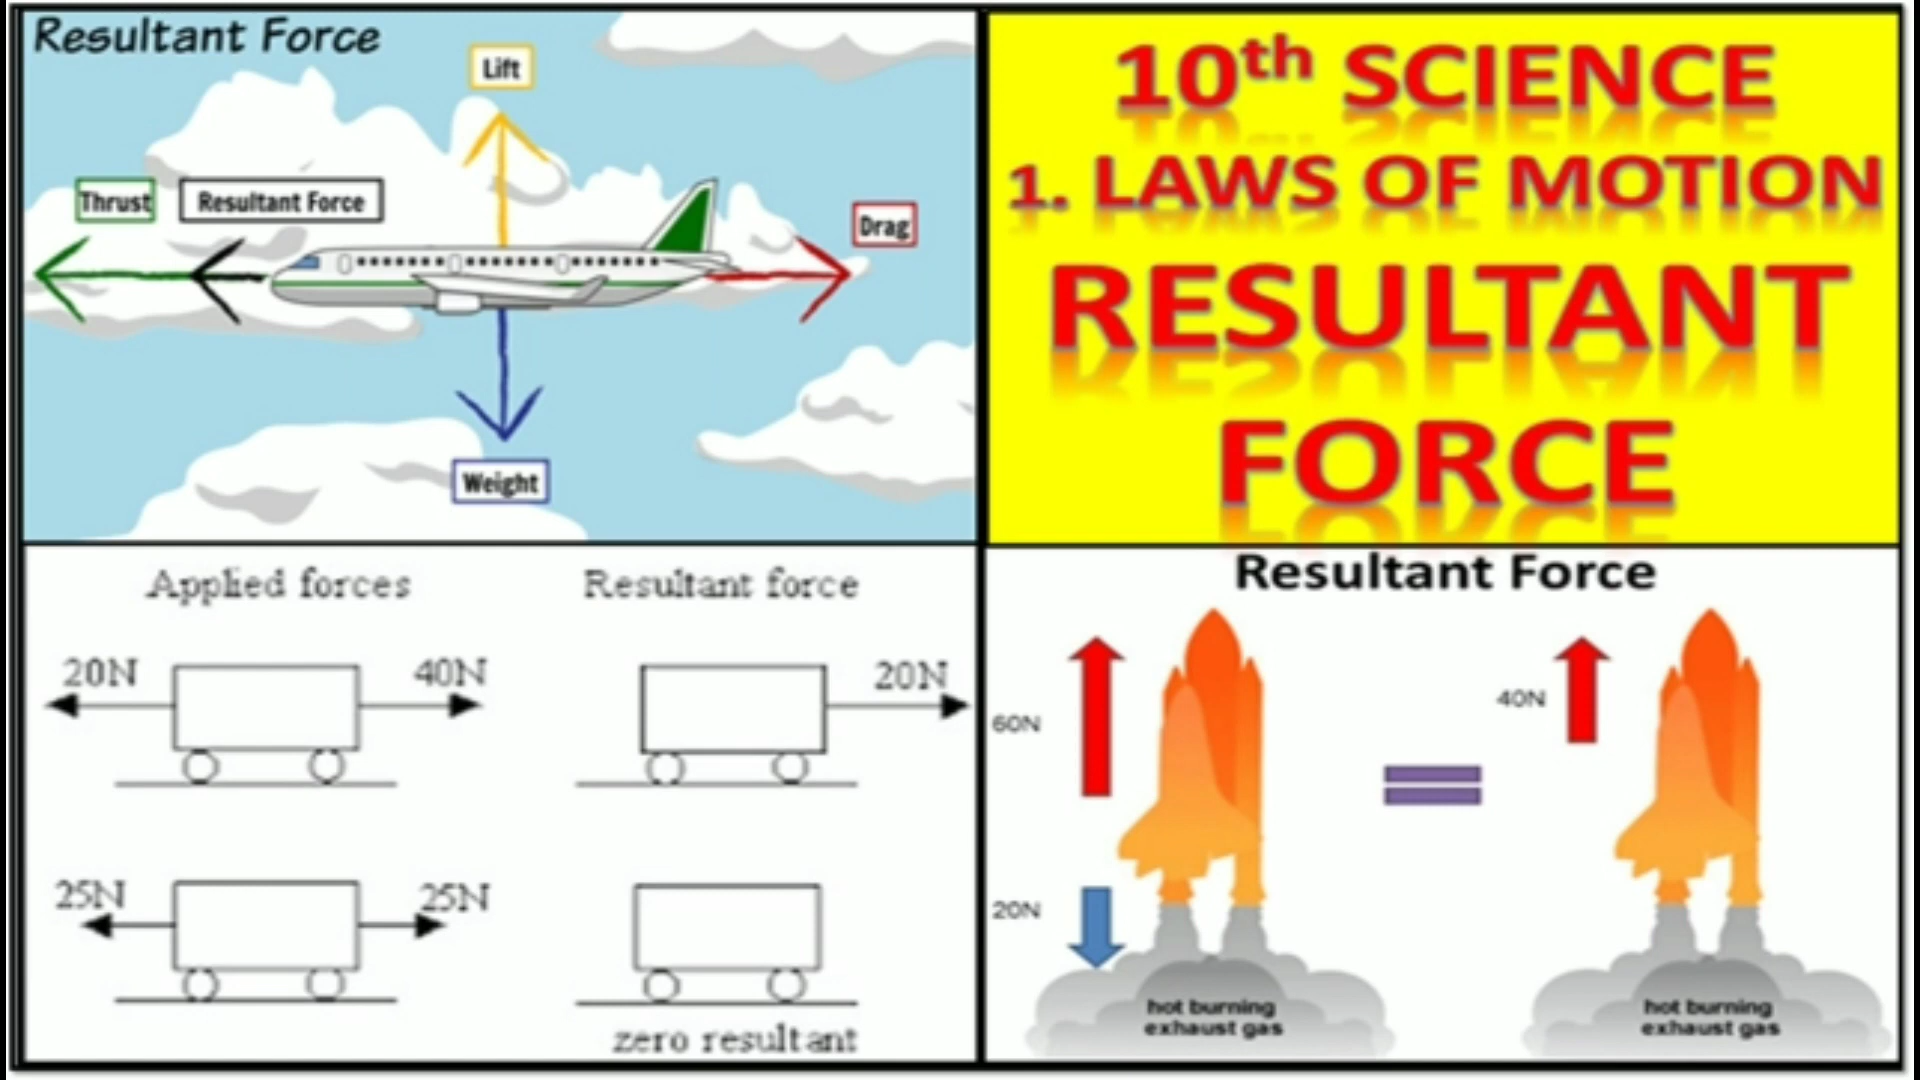 Resultant Force
Lift
Thrust
Resultant Force
Drag
Weight
10th SCIENCE
1. LAWS OF MOTION
RESULTANT
FORCE
Applied forces
Resultant force
20N
40N
20N
25N
25N
zero resultant
Resultant Force
60N
40N
20N
hot burning
exhaust gas
hot burning
exhaust gas